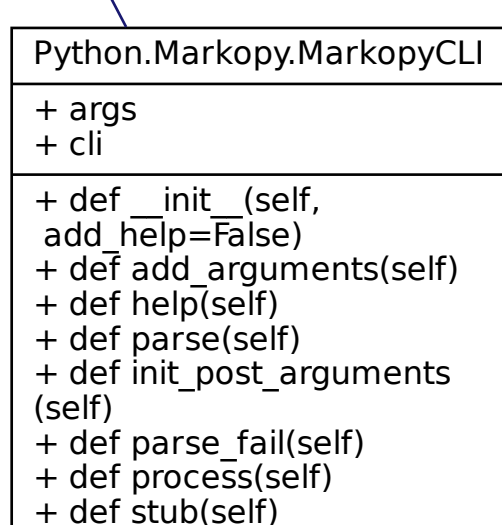 Python.Markopy.MarkopyCLI
+ args
+ cli
+ def __init__(self,
add_help=False)
+ def add_arguments(self)
+ def help(self)
+ def parse(self)
+ def init_post_arguments
(self)
+ def parse_fail(self)
+ def process(self)
+ def stub(self)